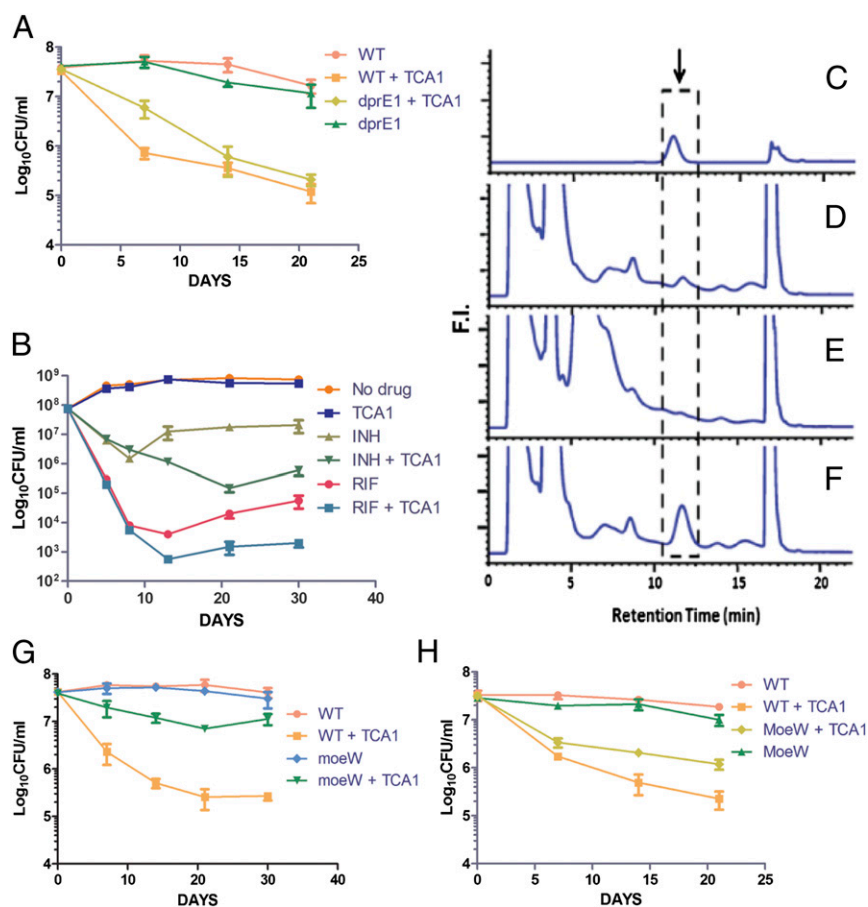 A
8
7
6
5
4
Log10CFU/ml
0 5 10 15 20 25
DAYS
WT
WT + TCA1
dprE1 + TCA1
dprE1
B
10⁹
10⁸
10⁷
10⁶
10⁵
10⁴
10³
10²
Log10CFU/ml
0 10 20 30 40
DAYS
No drug
TCA1
INH
INH + TCA1
RIF
RIF + TCA1
C
D
E
F
F.I.
0 5 10 15 20
Retention Time (min)
G
8
7
6
5
4
Log10CFU/ml
0 10 20 30 40
DAYS
WT
WT + TCA1
moeW
moeW + TCA1
H
8
7
6
5
4
Log10CFU/ml
0 5 10 15 20 25
DAYS
WT
WT + TCA1
MoeW + TCA1
MoeW